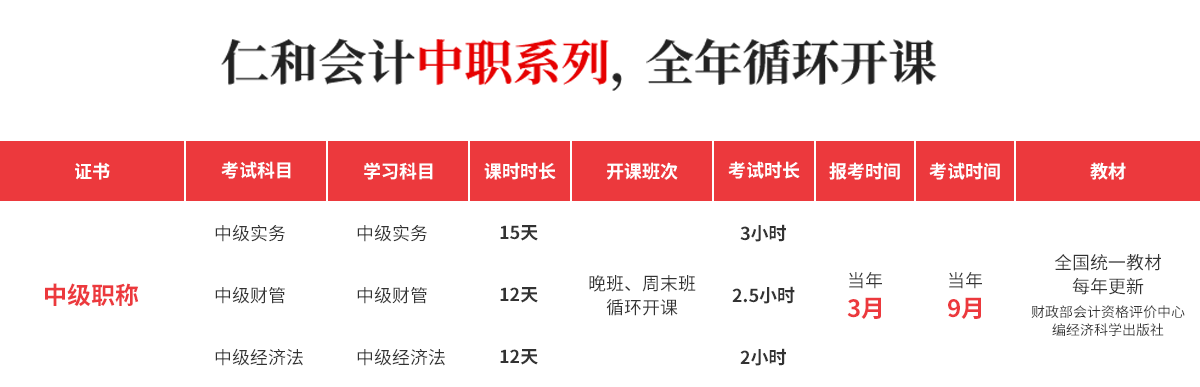 仁和会计中职系列，全年循环开课
证书 考试科目 学习科目 课时时长 开课班次 考试时长 报考时间 考试时间 教材
中级实务 中级实务 15天 3小时
中级职称 中级财管 中级财管 12天 晚班、周末班 2.5小时 当年 当年 全国统一教材
循环开课 3月 9月 每年更新
财政部会计资格评价中心
编经济科学出版社
中级经济法 中级经济法 12天 2小时